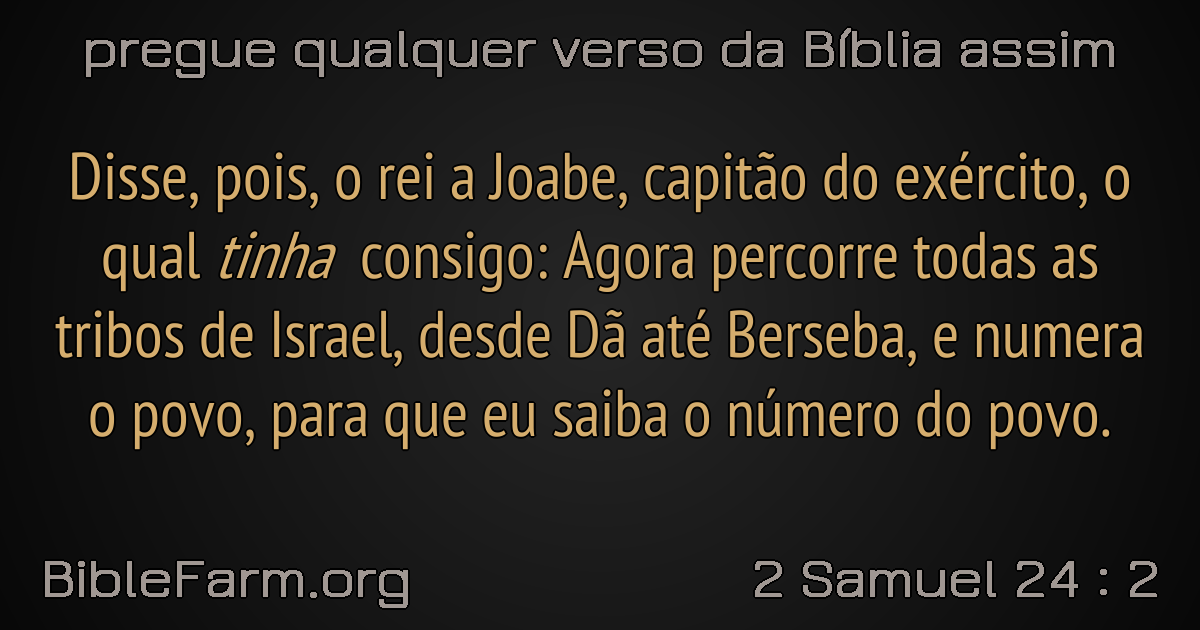 pregue qualquer verso da Bíblia assim
Disse, pois, o rei a Joabe, capitão do exército, o
qual tinha consigo: Agora percorre todas as
tribos de Israel, desde Dã até Berseba, e numera
o povo, para que eu saiba o número do povo.
BibleFarm.org
2 Samuel 24 : 2